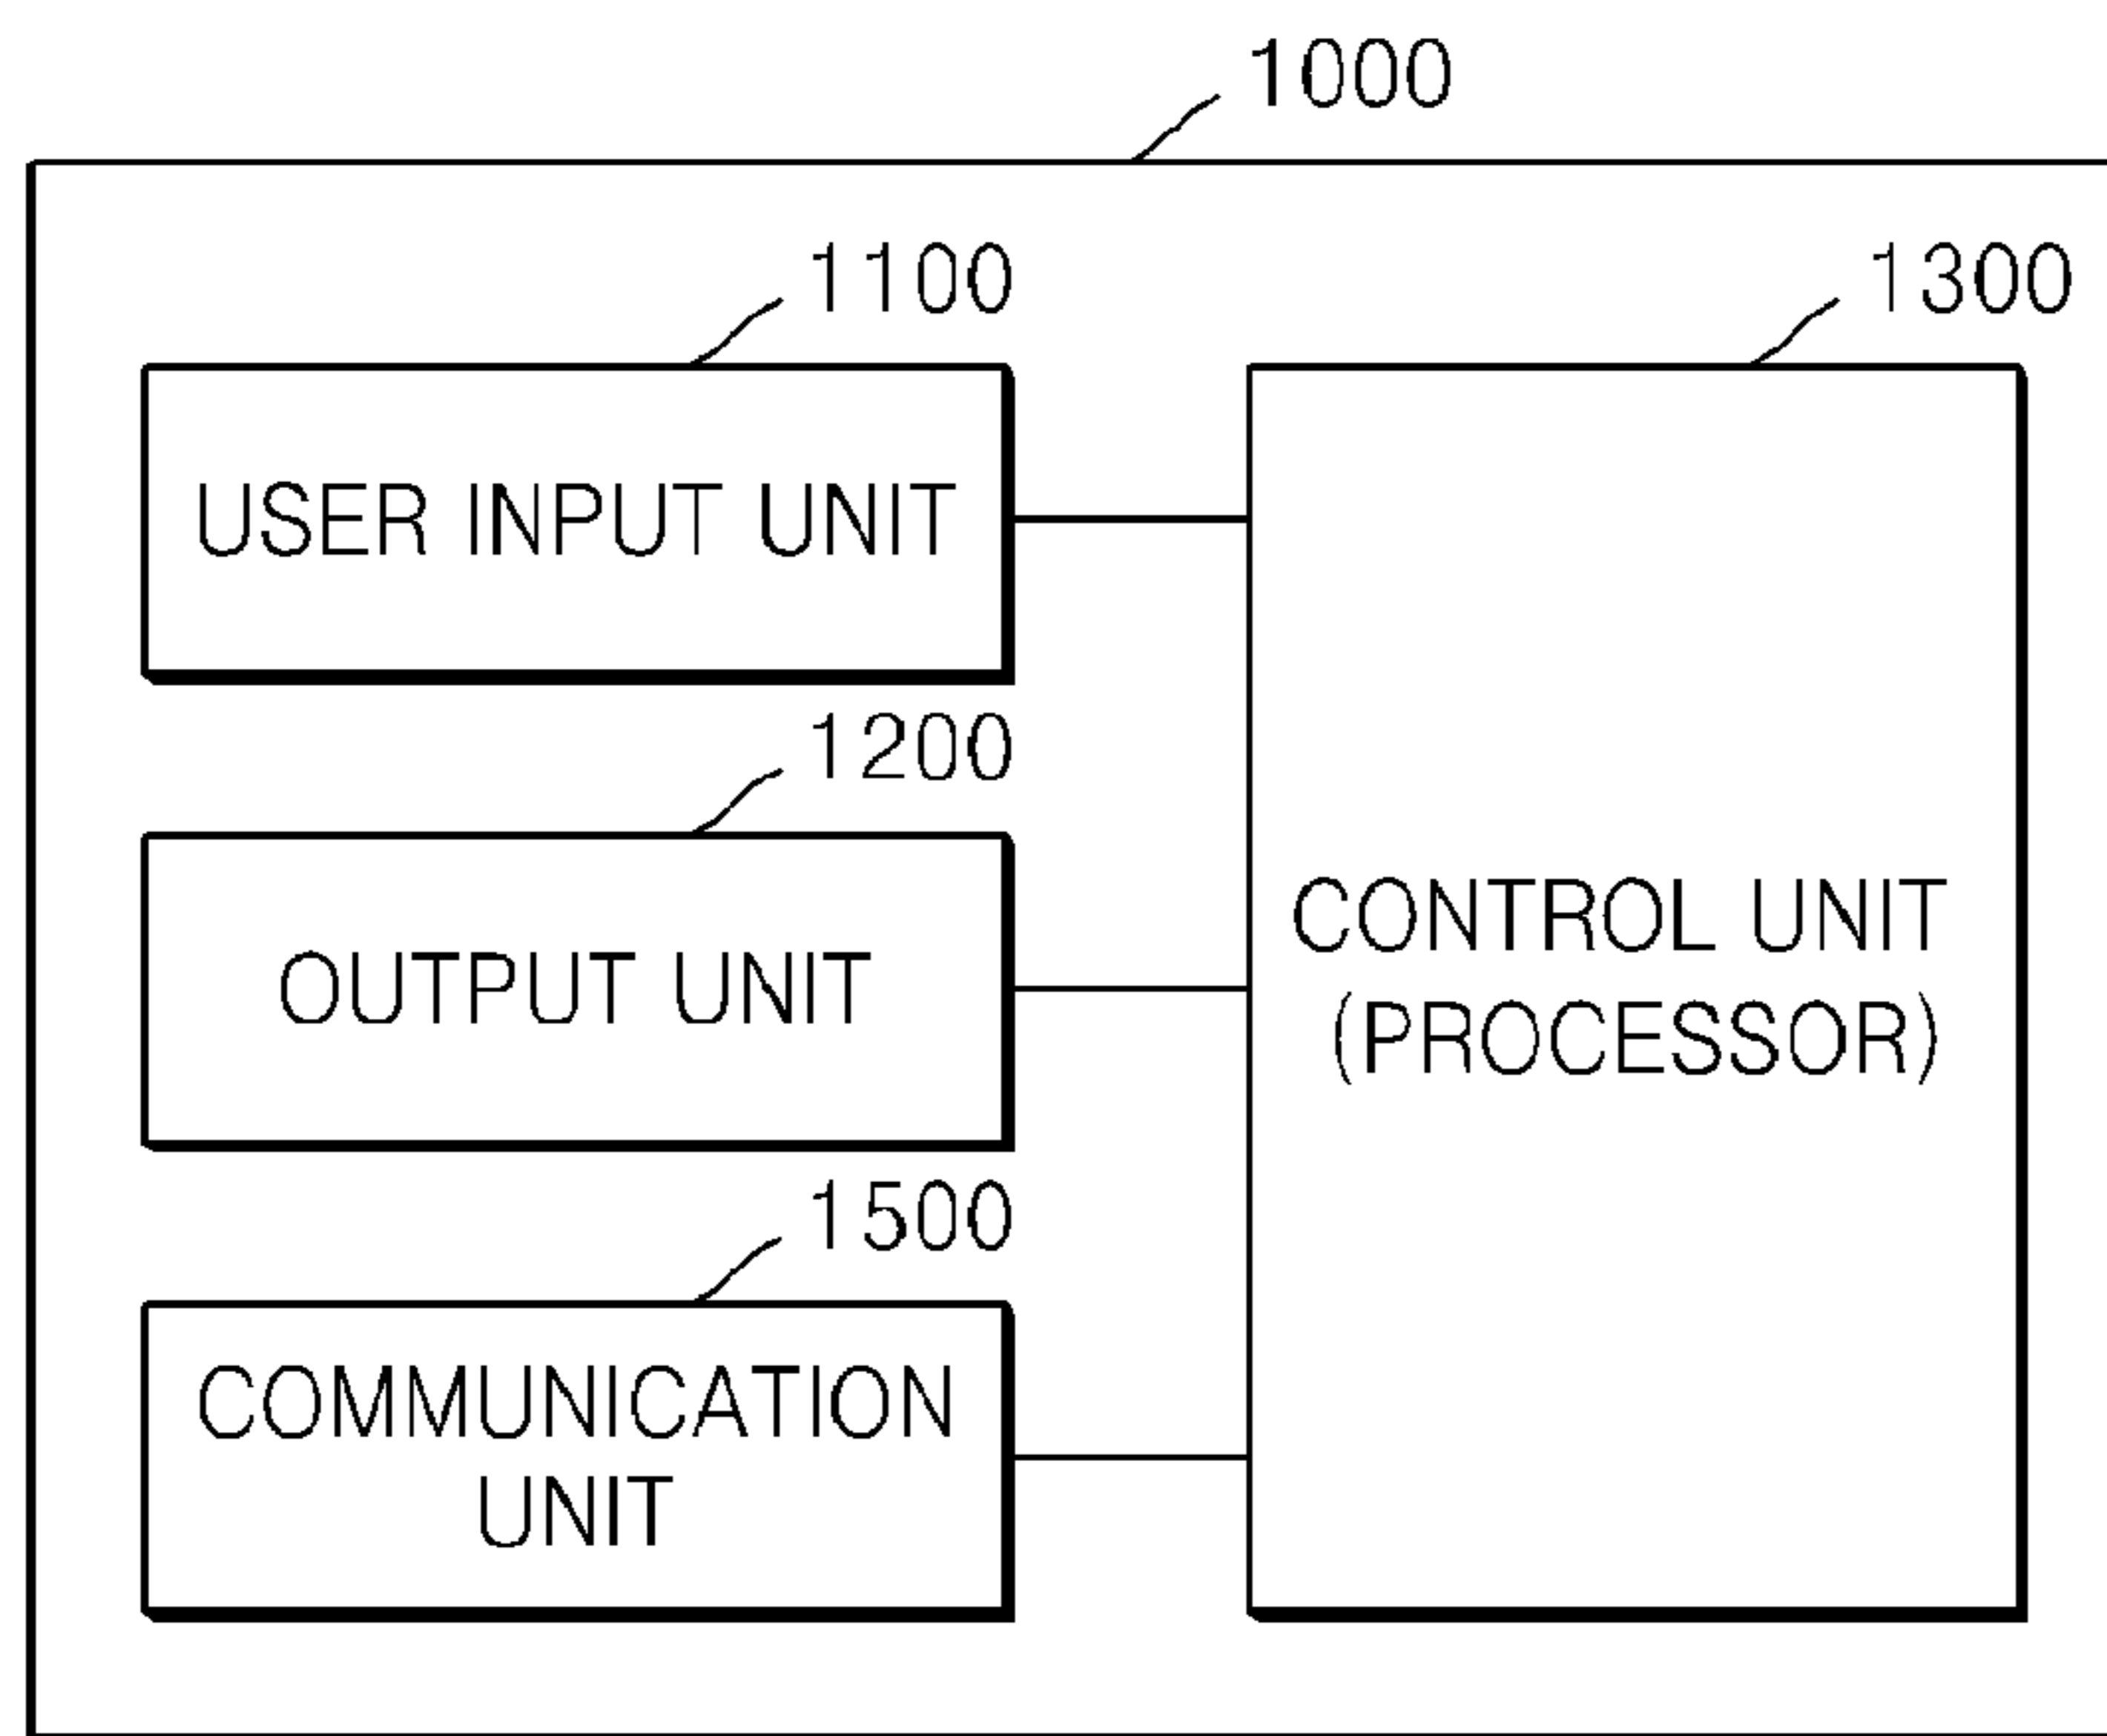 1000
1100
1300
USER INPUT UNIT
1200
OUTPUT UNIT
CONTROL UNIT
(PROCESSOR)
1500
COMMUNICATION
UNIT